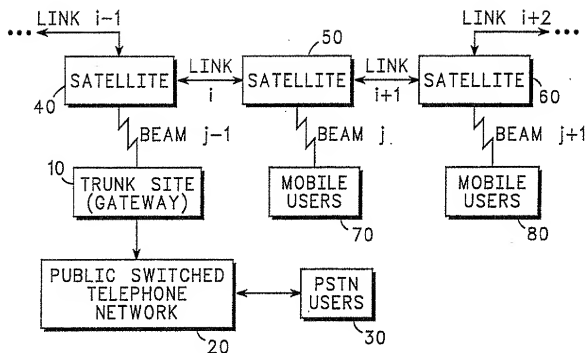 LINK i-1
LINK i+2
50
SATELLITE
LINK
i
SATELLITE
LINK
i+1
SATELLITE
40
60
BEAM j-1
BEAM j
BEAM j+1
10
TRUNK SITE
(GATEWAY)
MOBILE
USERS
MOBILE
USERS
70
80
PUBLIC SWITCHED
TELEPHONE
NETWORK
PSTN
USERS
20
30